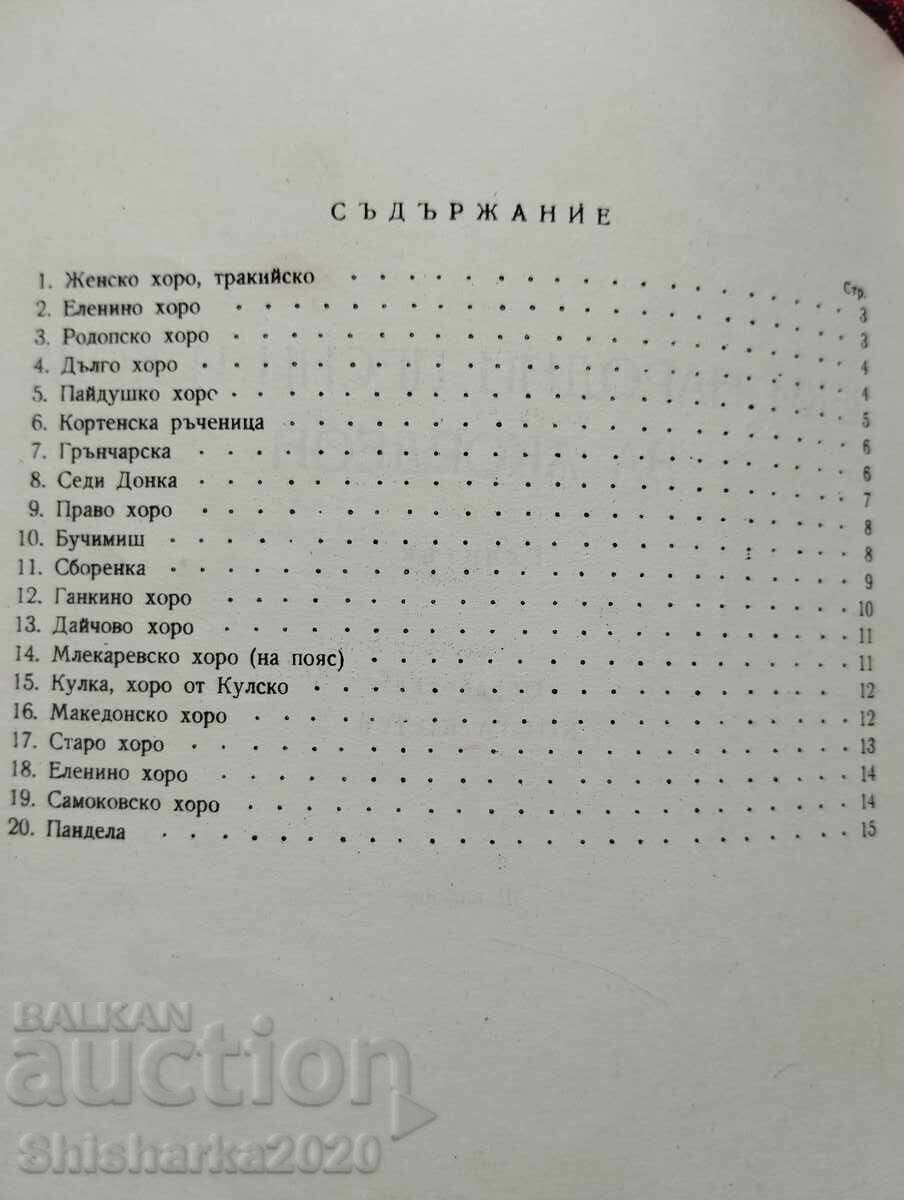 СЪДЪРЖАНИЕ
Стр.
1. Женско хоро, тракийско 3
2. Еленино хоро 3
3. Родопско хоро 4
4. Дълго хоро 4
5. Пайдушко хоро 5
6. Кортенска ръченица 6
7. Грънчарска 6
8. Седи Донка 7
9. Право хоро 8
10. Бучимиш 8
11. Сборенка 9
12. Ганкино хоро 10
13. Дайчово хоро 11
14. Млекаревско хоро (на пояс) 11
15. Кулка, хоро от Кулско 12
16. Македонско хоро 12
17. Старо хоро 13
18. Еленино хоро 14
19. Самоковско хоро 14
20. Пандела 15
BALKAN
auction
Shisharka2020